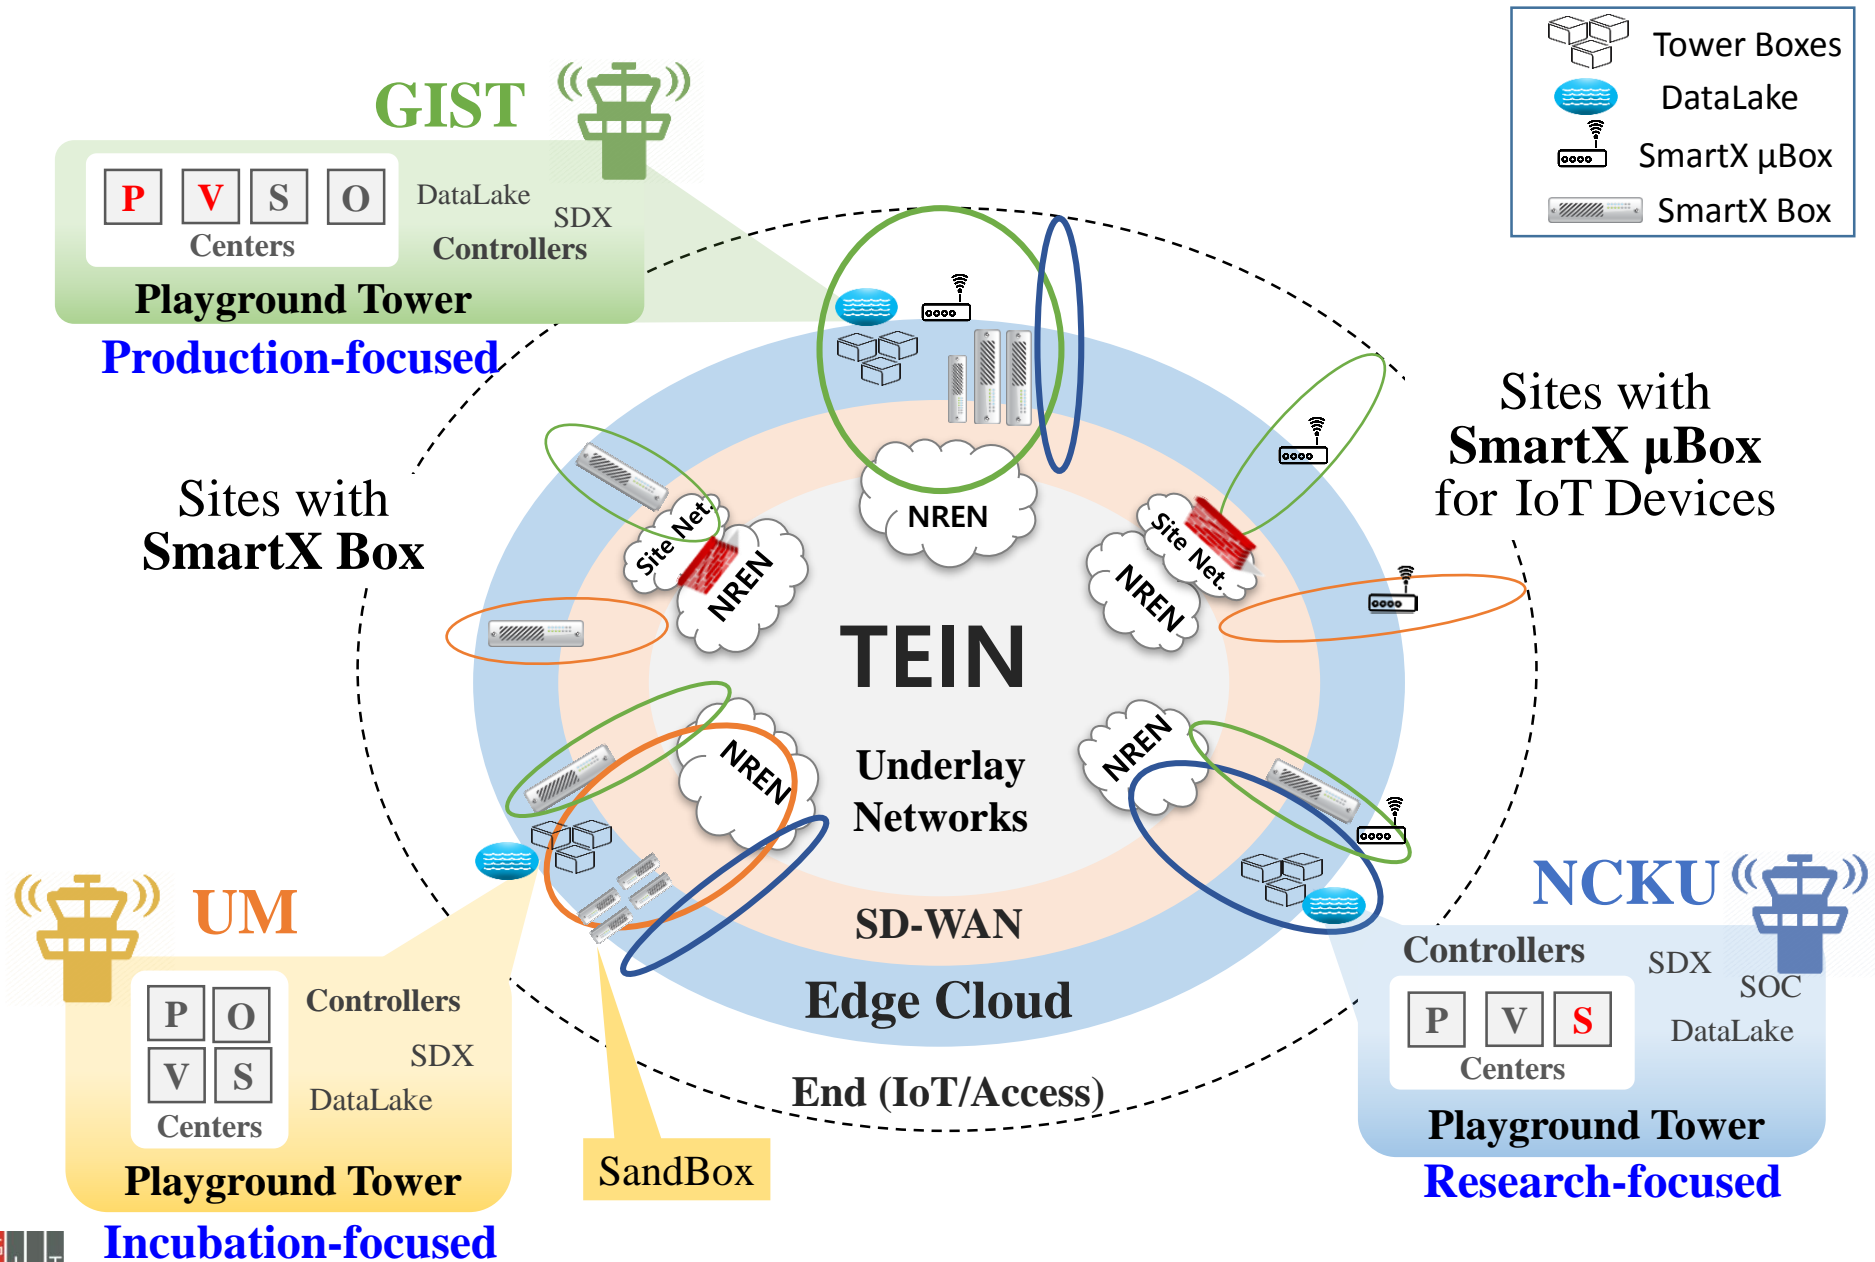 Tower Boxes
DataLake
SmartX μBox
SmartX Box
GIST
P V S O
Centers
DataLake
SDX
Controllers
Playground Tower
Production-focused
Sites with
SmartX Box
Sites with
SmartX μBox
for IoT Devices
NREN
Site Net.
NREN
Site Net.
NREN
TEIN
Underlay
Networks
NREN
NREN
SD-WAN
Edge Cloud
End (IoT/Access)
UM
P O
V S
Centers
Controllers
SDX
DataLake
Playground Tower
Incubation-focused
SandBox
NCKU
Controllers
SDX
SOC
DataLake
P V S
Centers
Playground Tower
Research-focused